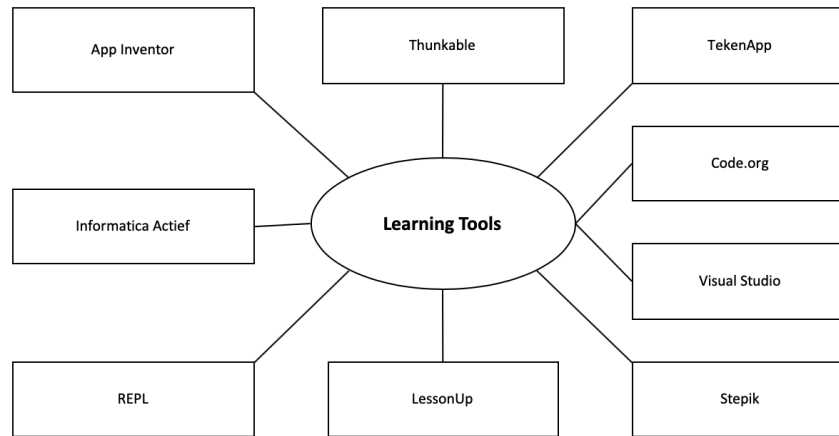 App Inventor
Thunkable
TekenApp
Code.org
Informatica Actief
Learning Tools
Visual Studio
REPL
LessonUp
Stepik